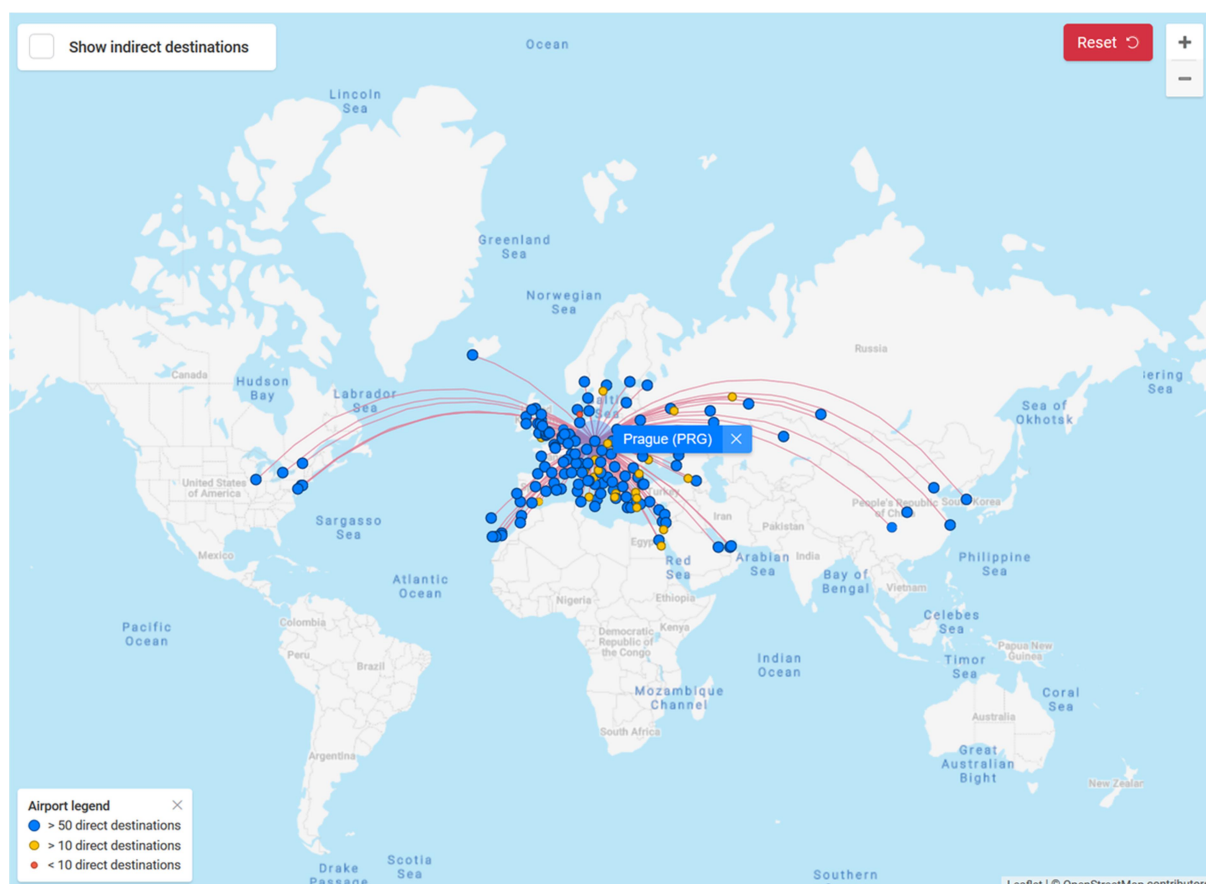 Show indirect destinations
Reset
+
−
Ocean
Lincoln
Sea
Greenland
Sea
Norwegian
Sea
Russia
Canada
Hudson
Bay
Labrador
Sea
Sea of
Okhotsk
ering
Sea
Sea
Prague (PRG) ×
United States
of America
Sargasso
Sea
Mexico
Turkey
Iran
Pakistan
India
People's Republic
of China
South Korea
Egypt
Red
Sea
Arabian
Sea
Bay of
Bengal
Philippine
Sea
Vietnam
Atlantic
Ocean
Nigeria
Ethiopia
Kenya
Democratic
Republic of
the Congo
Celebes
Sea
Pacific
Ocean
Colombia
Peru
Brazil
Indian
Ocean
Timor
Sea
Papua New
Guinea
Coral
Sea
Mozambique
Channel
South Africa
Australia
Great
Australian
Bight
New Zealand
Argentina
Airport legend ×
> 50 direct destinations
> 10 direct destinations
< 10 direct destinations
Drake
Passage
Scotia
Sea
Southern
Leaflet | © OpenStreetMap contributors